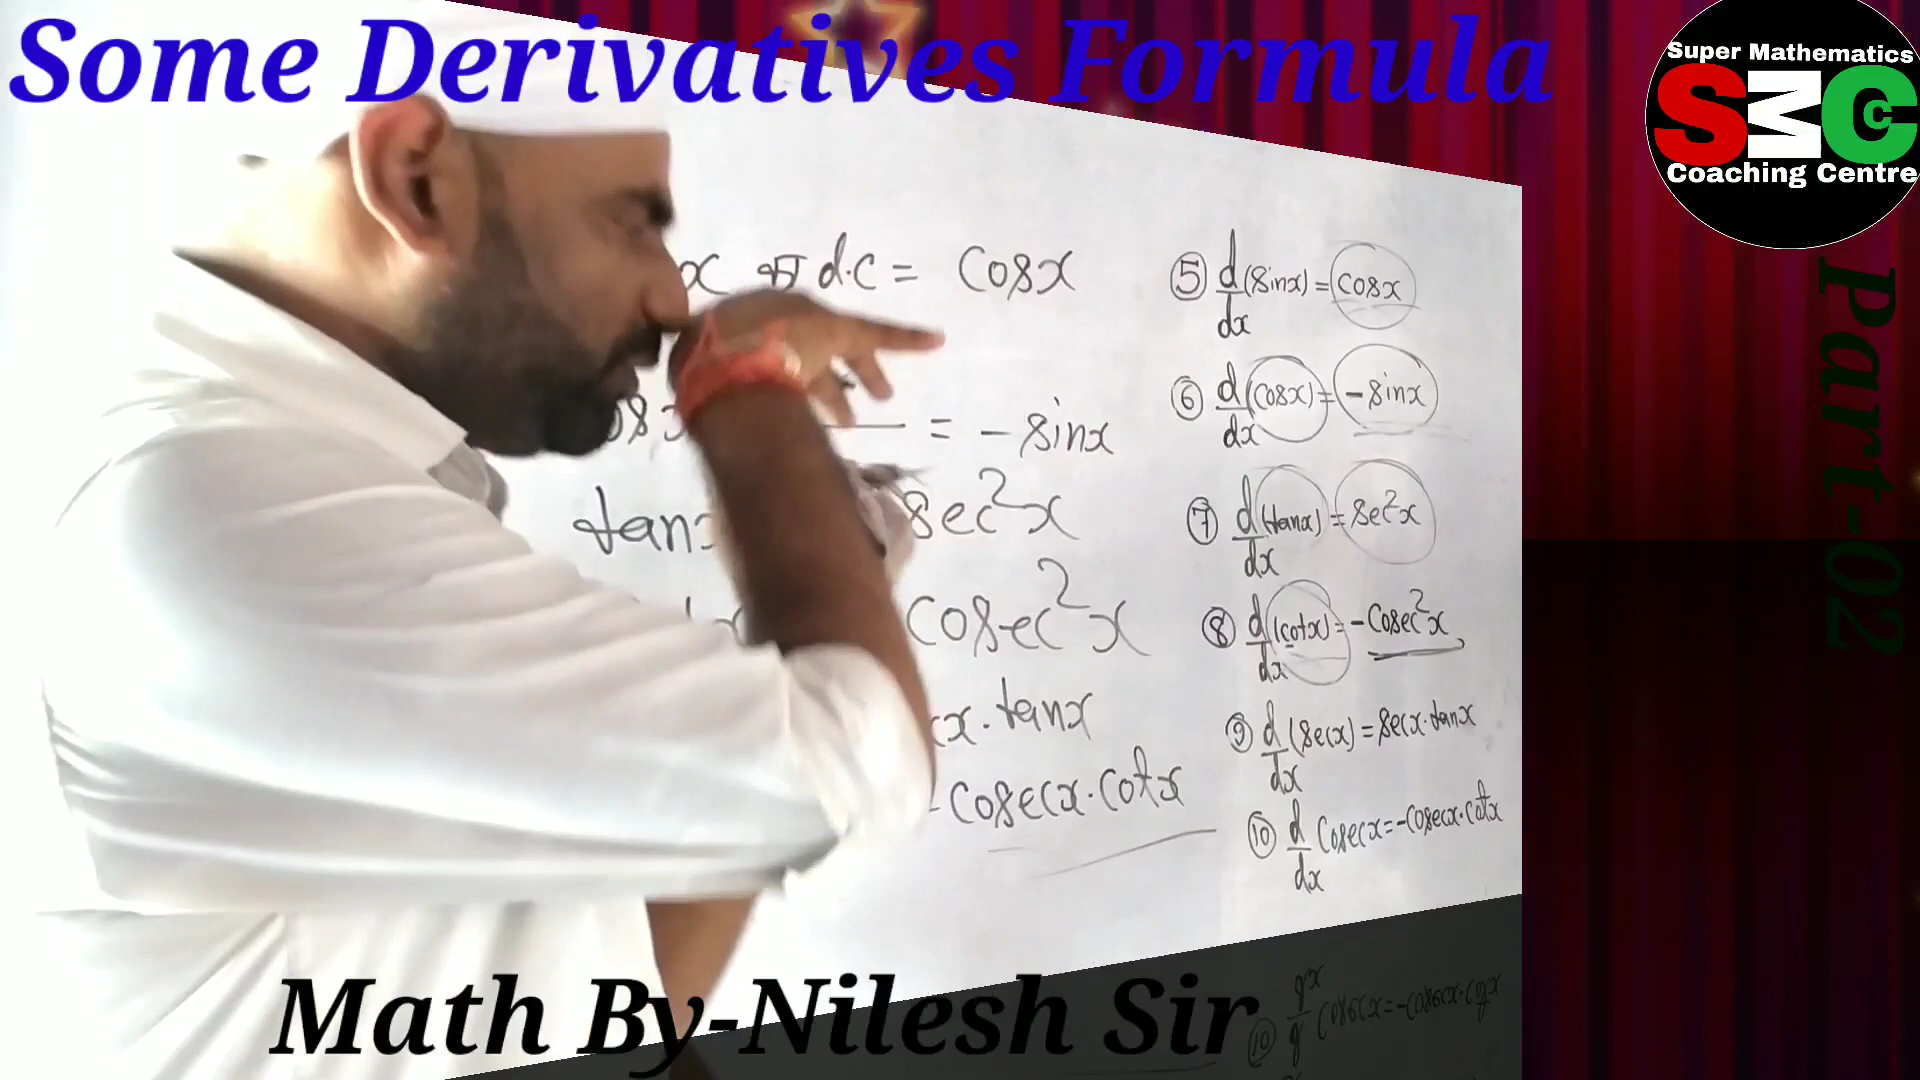 Some Derivatives Formula
Super Mathematics
SMC
C
Coaching Centre
Part-02
x का d.c = Cosx
= - Sinx
tanx
Sec²x
Cosec²x
x.tanx
- Cosecx.Cotx
⑤ d/dx (Sinx) = Cosx
⑥ d/dx (Cosx) = - Sinx
⑦ d/dx (tanx) = Sec²x
⑧ d/dx (cotx) = - Cosec²x
⑨ d/dx (Secx) = Secx.tanx
⑩ d/dx Cosecx = - Cosecx.Cotx
Math By-Nilesh Sir